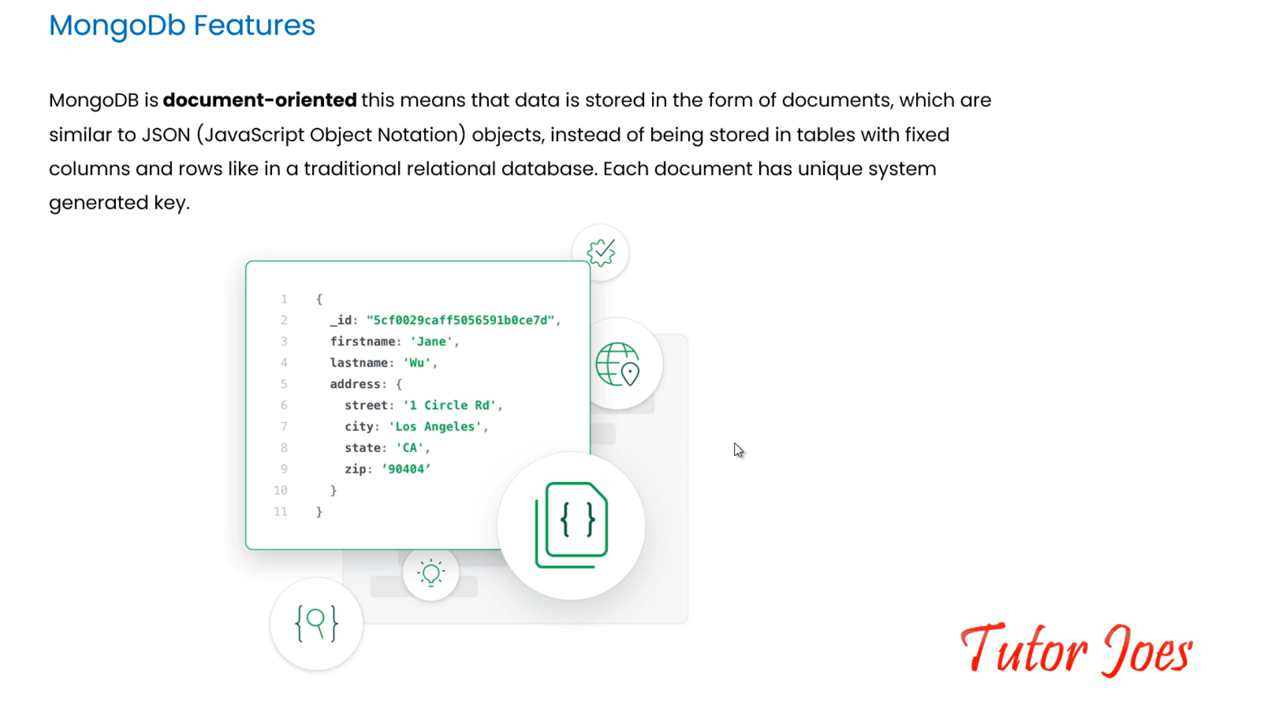 MongoDb Features
MongoDB is document-oriented this means that data is stored in the form of documents, which are
similar to JSON (JavaScript Object Notation) objects, instead of being stored in tables with fixed
columns and rows like in a traditional relational database. Each document has unique system
generated key.
1 {
2 _id: "5cf0029caff5056591b0ce7d",
3 firstname: 'Jane',
4 lastname: 'Wu',
5 address: {
6 street: '1 Circle Rd',
7 city: 'Los Angeles',
8 state: 'CA',
9 zip: '90404'
10 }
11 }
{ }
{ }
Tutor Joes